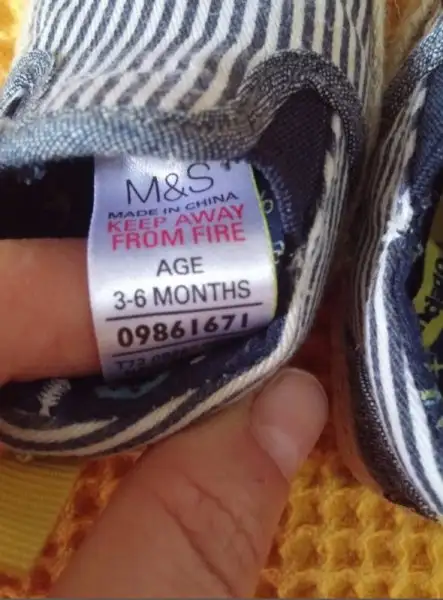 M&S
MADE IN CHINA
KEEP AWAY
FROM FIRE
AGE
3-6 MONTHS
09861671